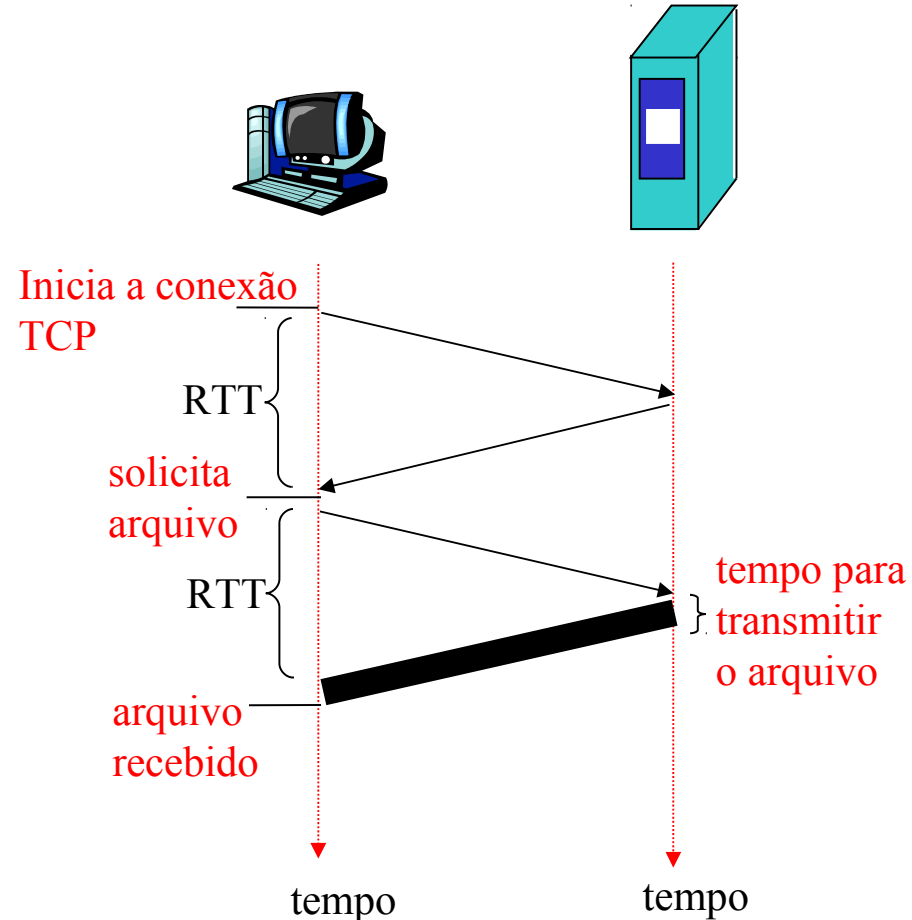 Inicia a conexão
TCP
RTT
solicita
arquivo
RTT
tempo para
transmitir
o arquivo
arquivo
recebido
tempo
tempo